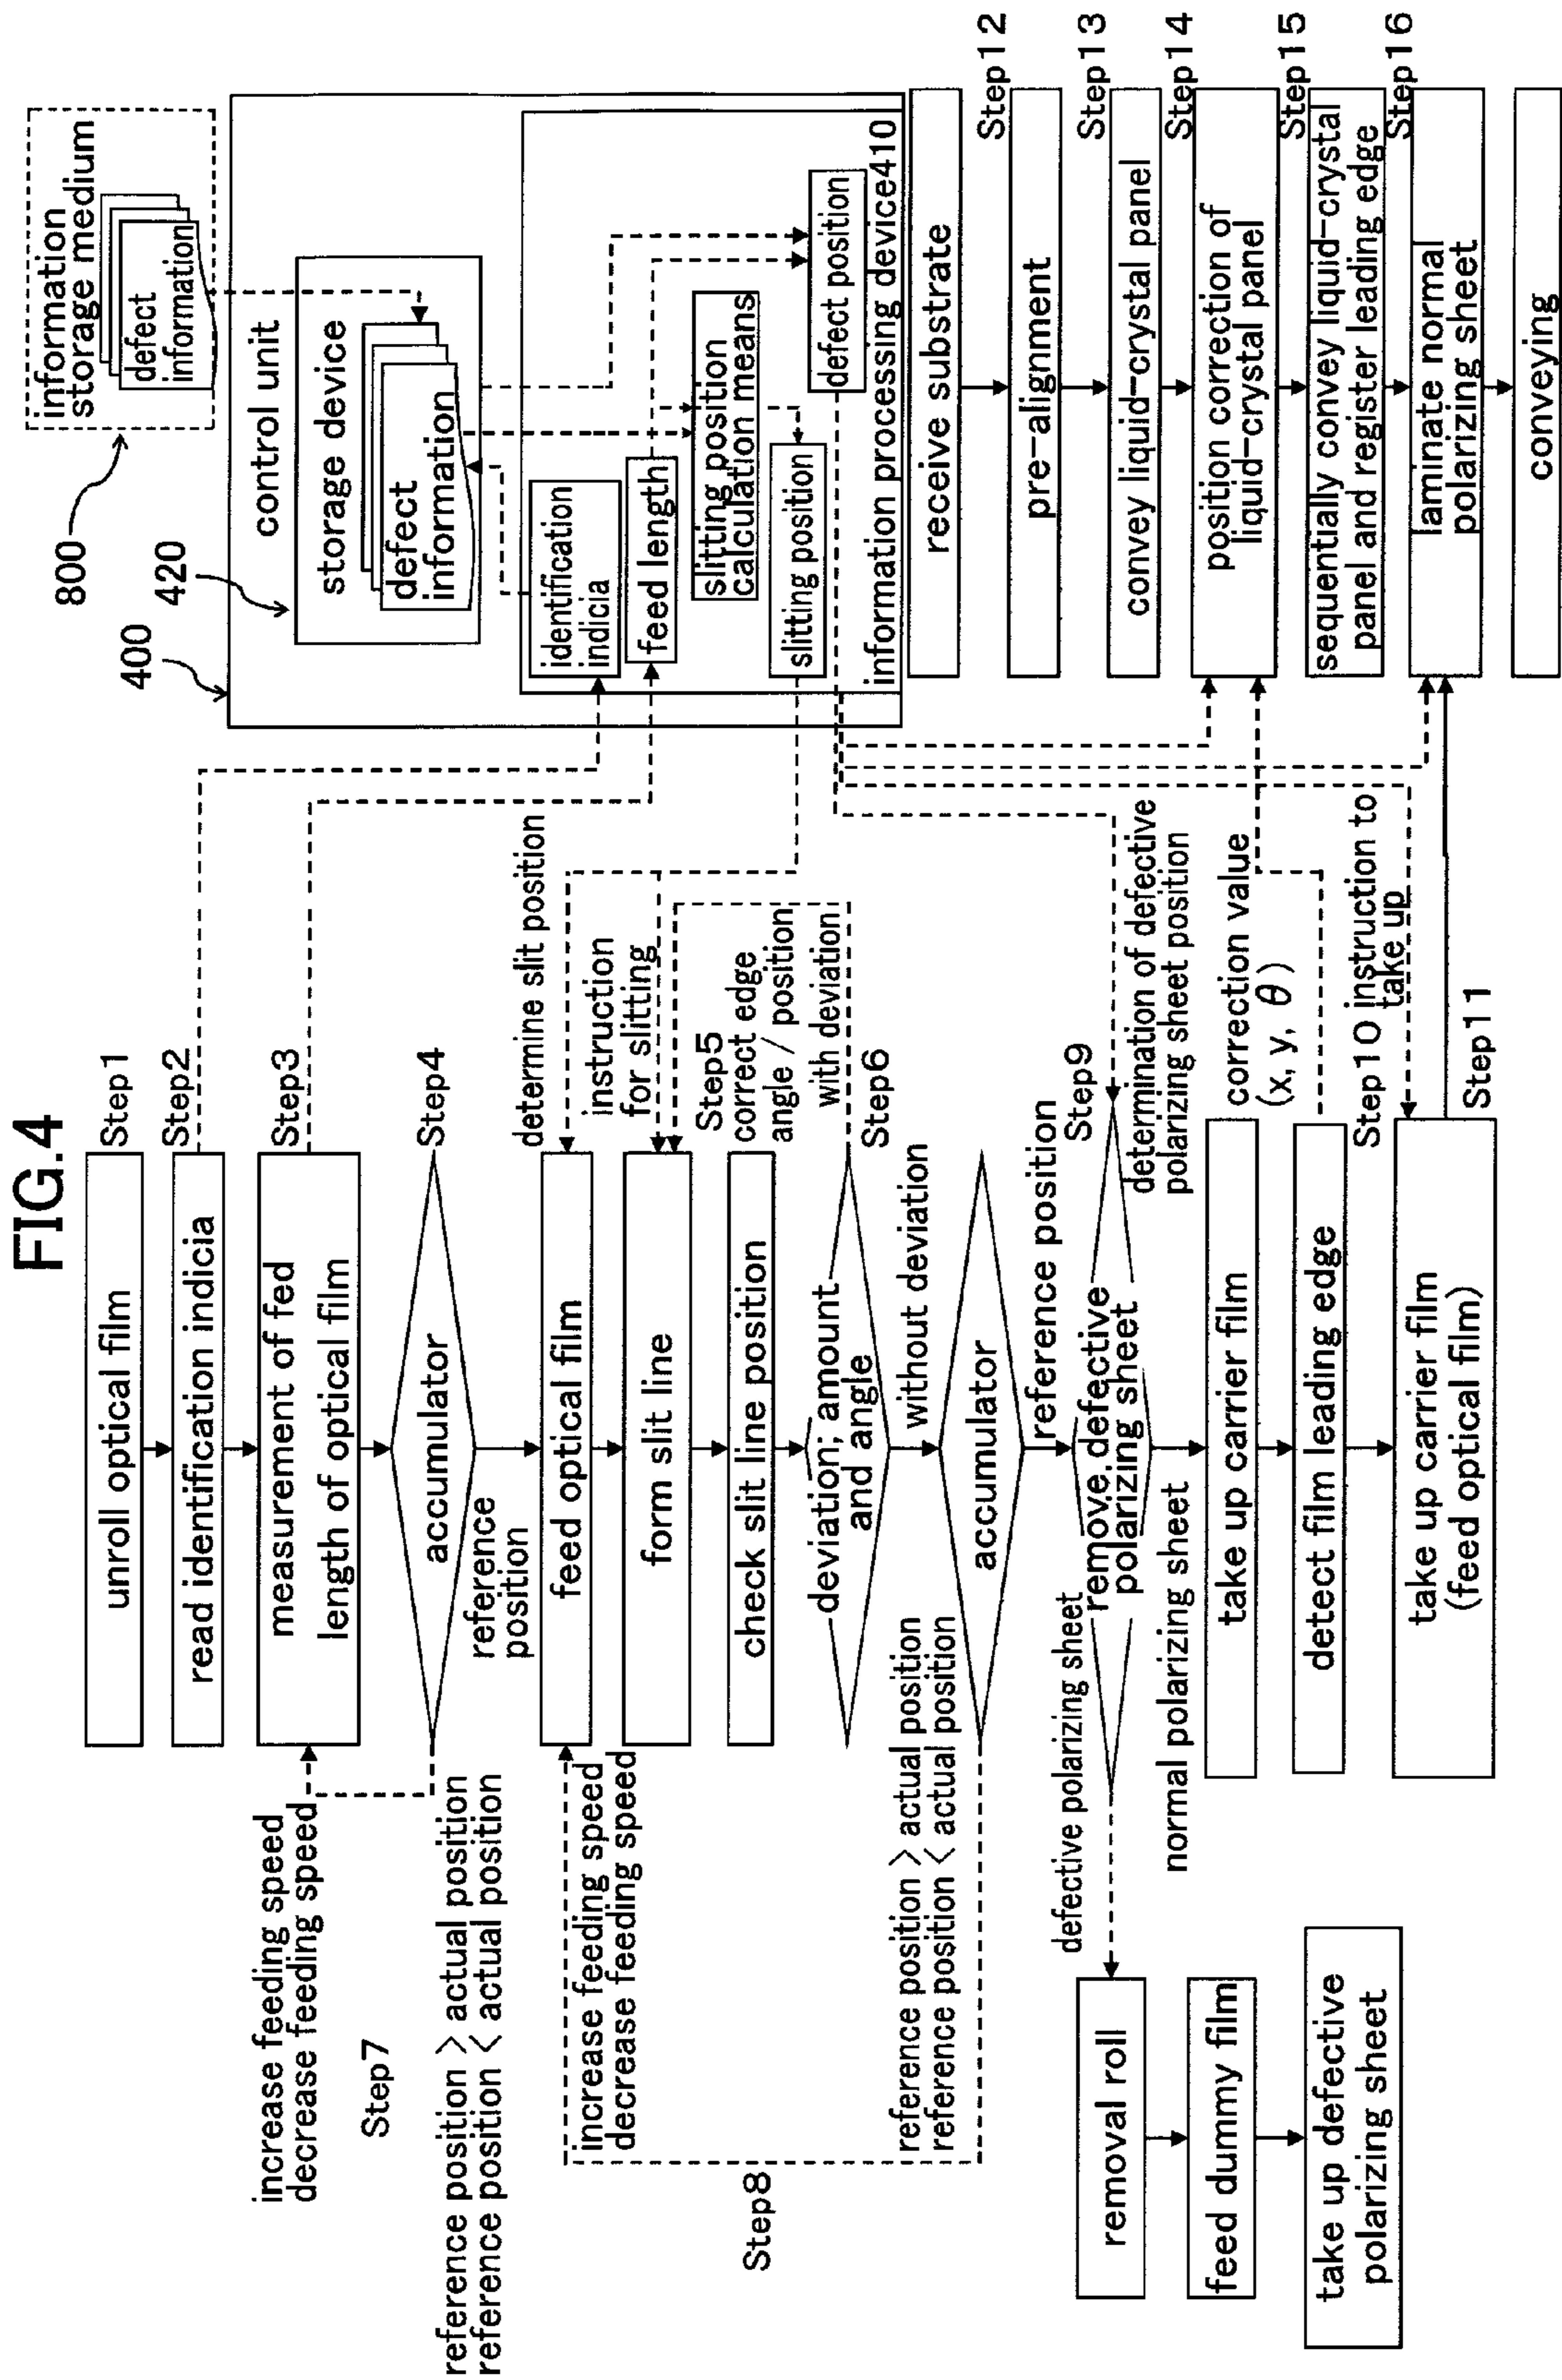 FIG.4
unroll optical film
Step1
read identification indicia
Step2
measurement of fed
length of optical film
Step3
increase feeding speed
decrease feeding speed
Step7
accumulator
Step4
reference position > actual position
reference position < actual position
reference
position
feed optical film
determine slit position
increase feeding speed
decrease feeding speed
form slit line
instruction
for slitting
Step5
check slit line position
correct edge
angle / position
with deviation
deviation; amount
and angle
Step6
Step8
without deviation
accumulator
reference position > actual position
reference position < actual position
reference position
remove defective
polarizing sheet
Step9
determination of defective
polarizing sheet position
defective polarizing sheet
normal polarizing sheet
removal roll
feed dummy film
take up defective
polarizing sheet
take up carrier film
correction value
(x, y, θ)
detect film leading edge
Step10
instruction to
take up
take up carrier film
(feed optical film)
Step11
information
storage medium
defect
information
800
400
420
control unit
storage device
defect
information
identification
indicia
feed length
slitting position
calculation means
slitting position
defect position
information processing device410
receive substrate
Step12
pre-alignment
Step13
convey liquid-crystal panel
Step14
position correction of
liquid-crystal panel
Step15
sequentially convey liquid-crystal
panel and register leading edge
Step16
laminate normal
polarizing sheet
conveying